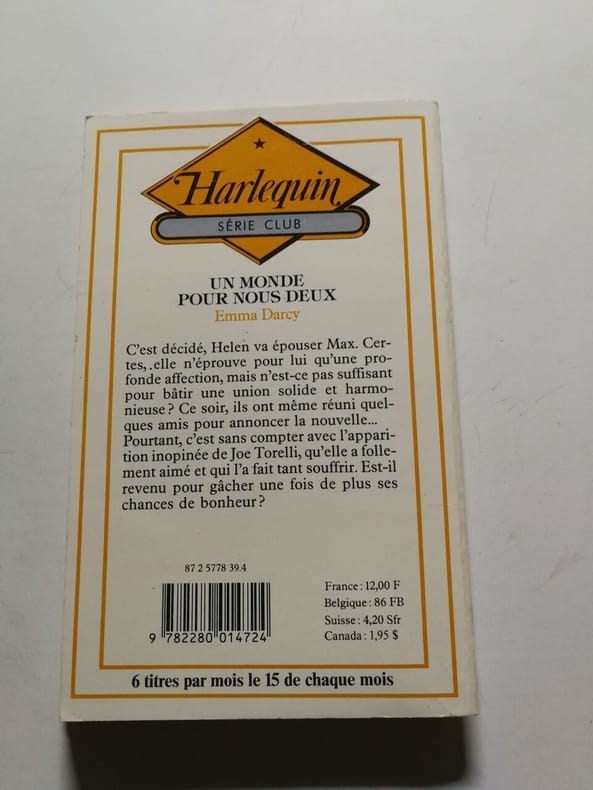 Harlequin
SÉRIE CLUB
UN MONDE
POUR NOUS DEUX
Emma Darcy
C'est décidé, Helen va épouser Max. Cer-
tes, elle n'éprouve pour lui qu'une pro-
fonde affection, mais n'est-ce pas suffisant
pour bâtir une union solide et harmo-
nieuse ? Ce soir, ils ont même réuni quel-
ques amis pour annoncer la nouvelle...
Pourtant, c'est sans compter avec l'appari-
tion inopinée de Joe Torelli, qu'elle a folle-
ment aimé et qui l'a fait tant souffrir. Est-il
revenu pour gâcher une fois de plus ses
chances de bonheur ?
87 2 5778 39.4
9 782280 014724
France : 12,00 F
Belgique : 86 FB
Suisse : 4,20 Sfr
Canada : 1,95 $
6 titres par mois le 15 de chaque mois